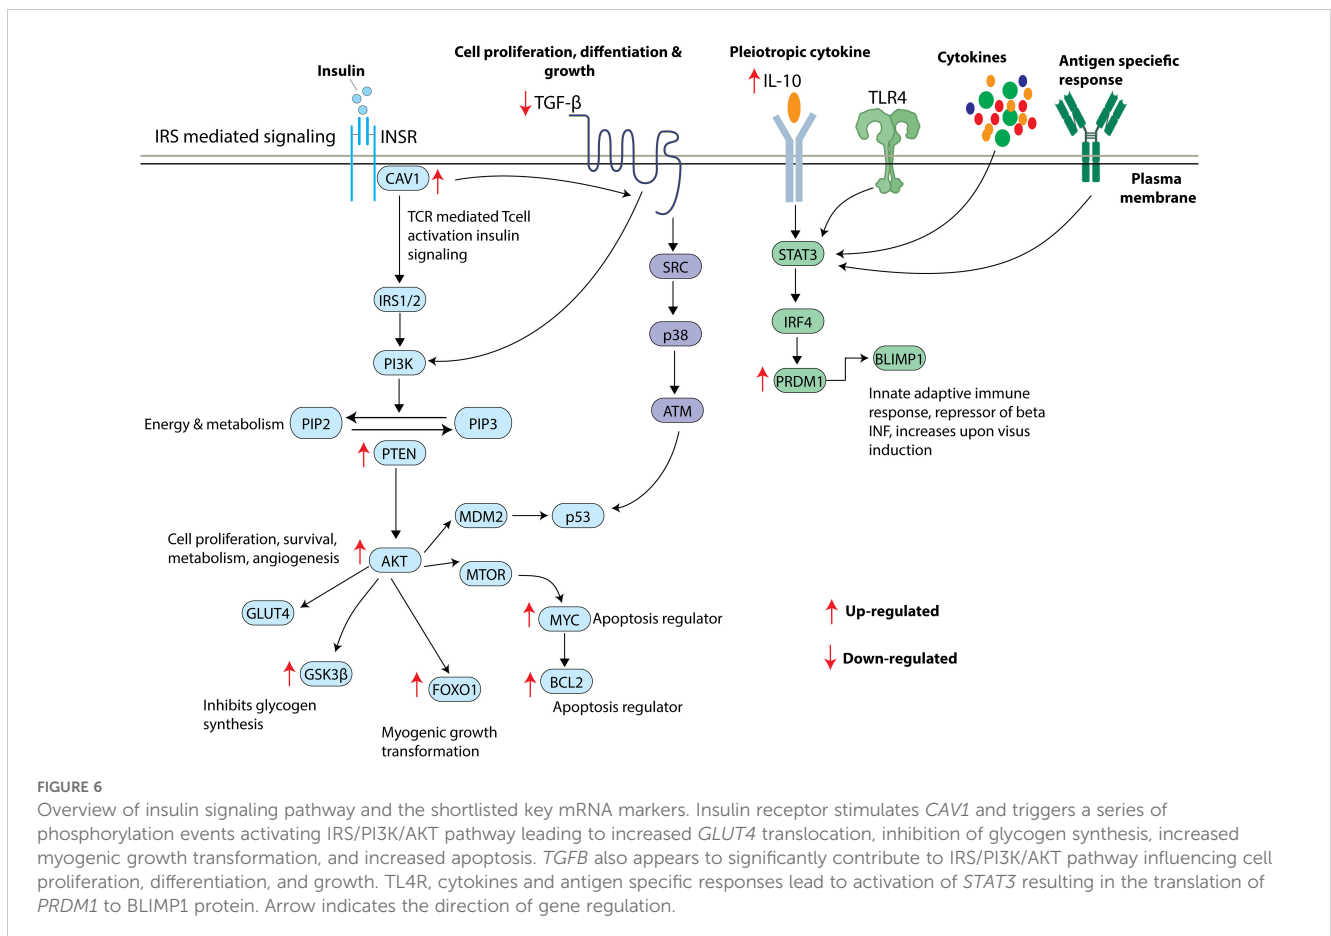 Cell proliferation, diffentiation &
growth
Pleiotropic cytokine
Cytokines
Antigen speciefic
response
Insulin
TGF-β
IL-10
TLR4
IRS mediated signaling
INSR
CAV1
Plasma
membrane
TCR mediated Tcell
activation insulin
signaling
STAT3
SRC
IRS1/2
IRF4
p38
BLIMP1
PI3K
PRDM1
Innate adaptive immune
response, repressor of beta
INF, increases upon visus
induction
ATM
Energy & metabolism
PIP2
PIP3
PTEN
MDM2
p53
Cell proliferation, survival,
metabolism, angiogenesis
AKT
MTOR
GLUT4
MYC
Apoptosis regulator
Up-regulated
Down-regulated
GSK3β
FOXO1
BCL2
Inhibits glycogen
synthesis
Apoptosis regulator
Myogenic growth
transformation
FIGURE 6
Overview of insulin signaling pathway and the shortlisted key mRNA markers. Insulin receptor stimulates CAV1 and triggers a series of
phosphorylation events activating IRS/PI3K/AKT pathway leading to increased GLUT4 translocation, inhibition of glycogen synthesis, increased
myogenic growth transformation, and increased apoptosis. TGFB also appears to significantly contribute to IRS/PI3K/AKT pathway influencing cell
proliferation, differentiation, and growth. TL4R, cytokines and antigen specific responses lead to activation of STAT3 resulting in the translation of
PRDM1 to BLIMP1 protein. Arrow indicates the direction of gene regulation.